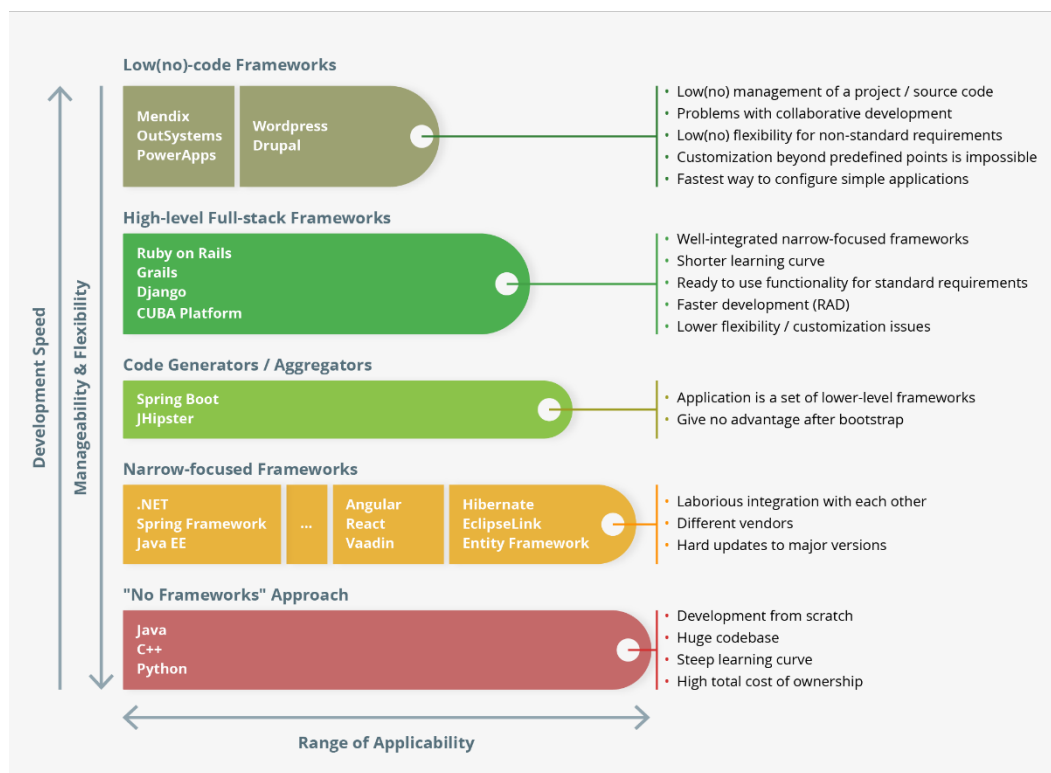 Low(no)-code Frameworks
Mendix
OutSystems
PowerApps
Wordpress
Drupal
• Low(no) management of a project / source code
• Problems with collaborative development
• Low(no) flexibility for non-standard requirements
• Customization beyond predefined points is impossible
• Fastest way to configure simple applications
High-level Full-stack Frameworks
Ruby on Rails
Grails
Django
CUBA Platform
• Well-integrated narrow-focused frameworks
• Shorter learning curve
• Ready to use functionality for standard requirements
• Faster development (RAD)
• Lower flexibility / customization issues
Code Generators / Aggregators
Spring Boot
JHipster
• Application is a set of lower-level frameworks
• Give no advantage after bootstrap
Narrow-focused Frameworks
.NET
Spring Framework
Java EE
...
Angular
React
Vaadin
Hibernate
EclipseLink
Entity Framework
• Laborious integration with each other
• Different vendors
• Hard updates to major versions
"No Frameworks" Approach
Java
C++
Python
• Development from scratch
• Huge codebase
• Steep learning curve
• High total cost of ownership
Development Speed
Manageability & Flexibility
Range of Applicability